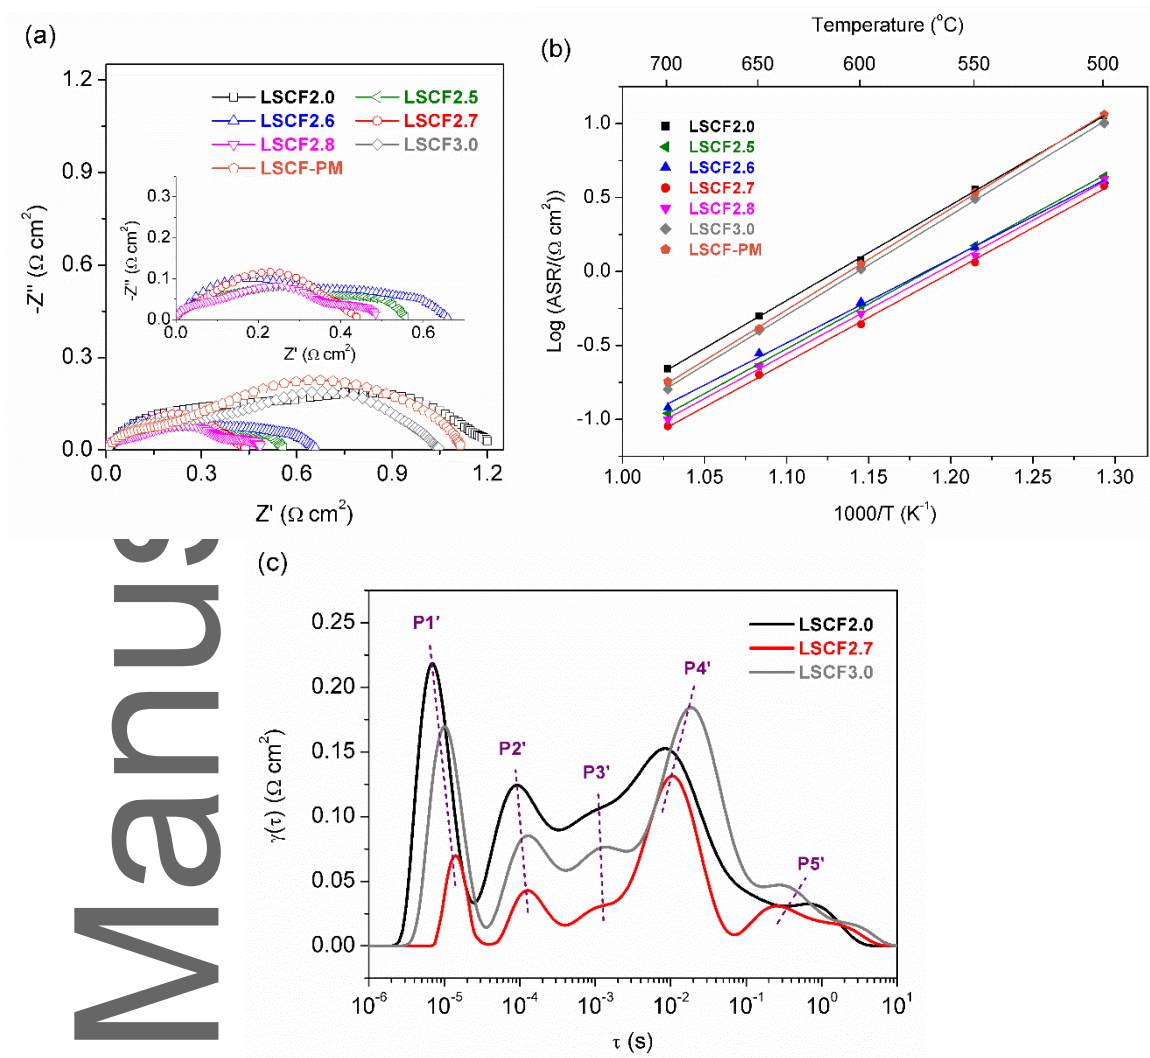 (a)
1.2
0.9
0.6
0.3
0.0
-Z'' (Ω cm²)
LSCF2.0
LSCF2.5
LSCF2.6
LSCF2.7
LSCF2.8
LSCF3.0
LSCF-PM
0.3
0.2
0.1
0.0
-Z'' (Ω cm²)
0.0 0.2 0.4 0.6
Z' (Ω cm²)
0.0 0.3 0.6 0.9 1.2
Z' (Ω cm²)
(b)
Temperature (°C)
700 650 600 550 500
1.0
0.5
0.0
-0.5
-1.0
Log (ASR/(Ω cm²))
LSCF2.0
LSCF2.5
LSCF2.6
LSCF2.7
LSCF2.8
LSCF3.0
LSCF-PM
1.00 1.05 1.10 1.15 1.20 1.25 1.30
1000/T (K⁻¹)
Manus
(c)
0.25
0.20
0.15
0.10
0.05
0.00
γ(τ) (Ω cm²)
P1'
P2'
P3'
P4'
P5'
LSCF2.0
LSCF2.7
LSCF3.0
10⁻⁶ 10⁻⁵ 10⁻⁴ 10⁻³ 10⁻² 10⁻¹ 10⁰ 10¹
τ (s)